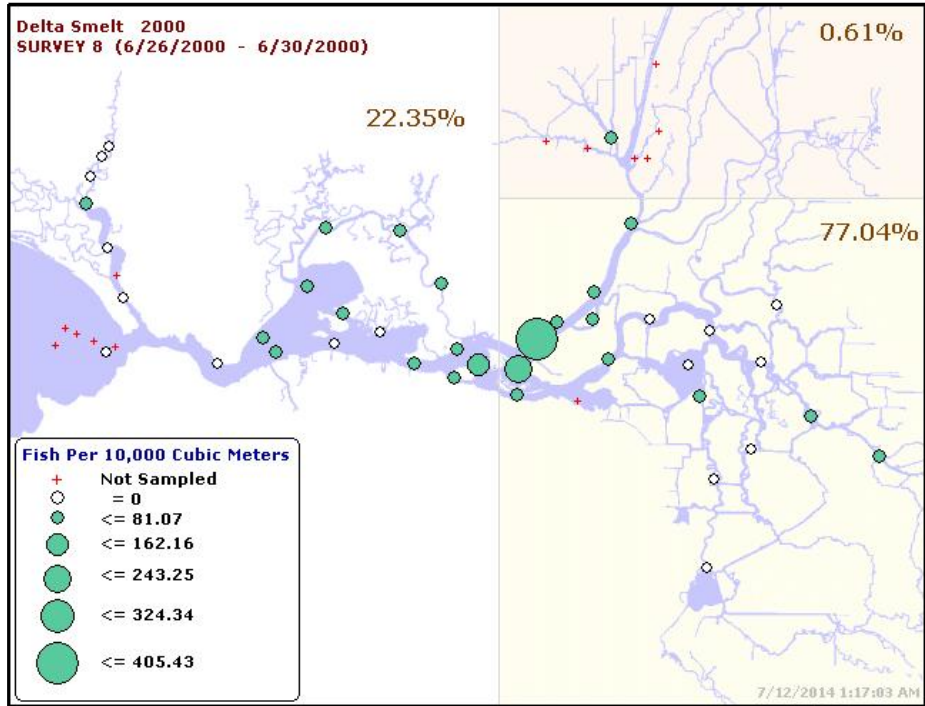 Delta Smelt 2000
SURVEY 8 (6/26/2000 - 6/30/2000)
0.61%
22.35%
77.04%
Fish Per 10,000 Cubic Meters
Not Sampled
= 0
<= 81.07
<= 162.16
<= 243.25
<= 324.34
<= 405.43
7/12/2014 1:17:03 AM